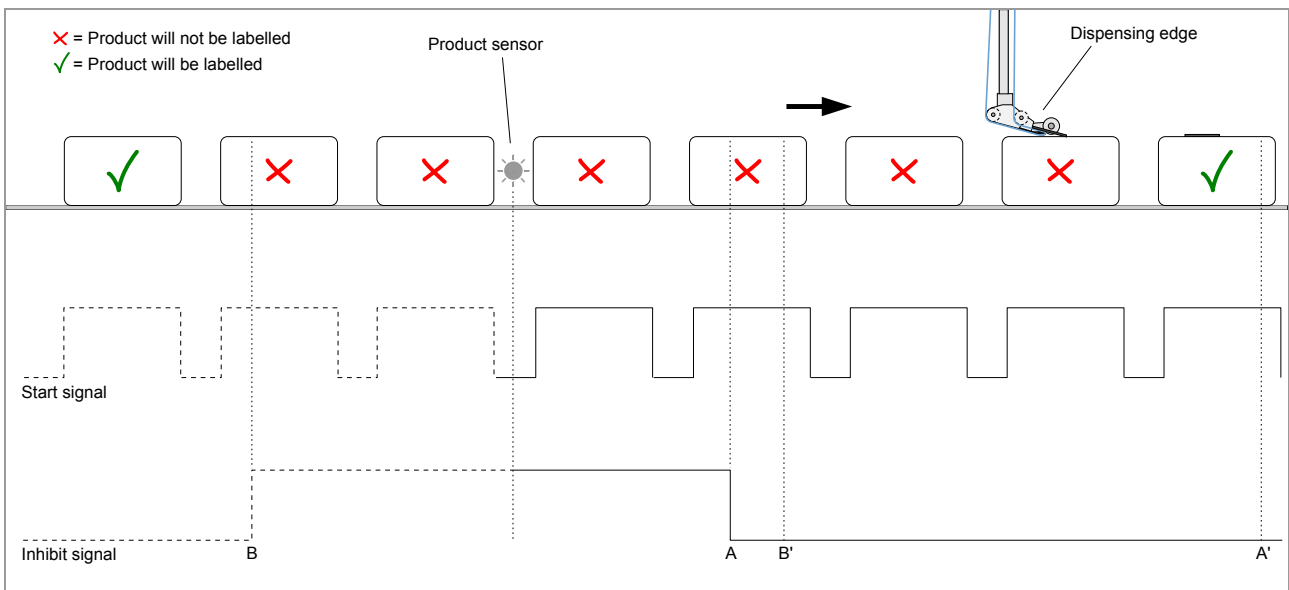 = Product will not be labelled
= Product will be labelled
Product sensor
Dispensing edge
Start signal
Inhibit signal
B
A
B'
A'